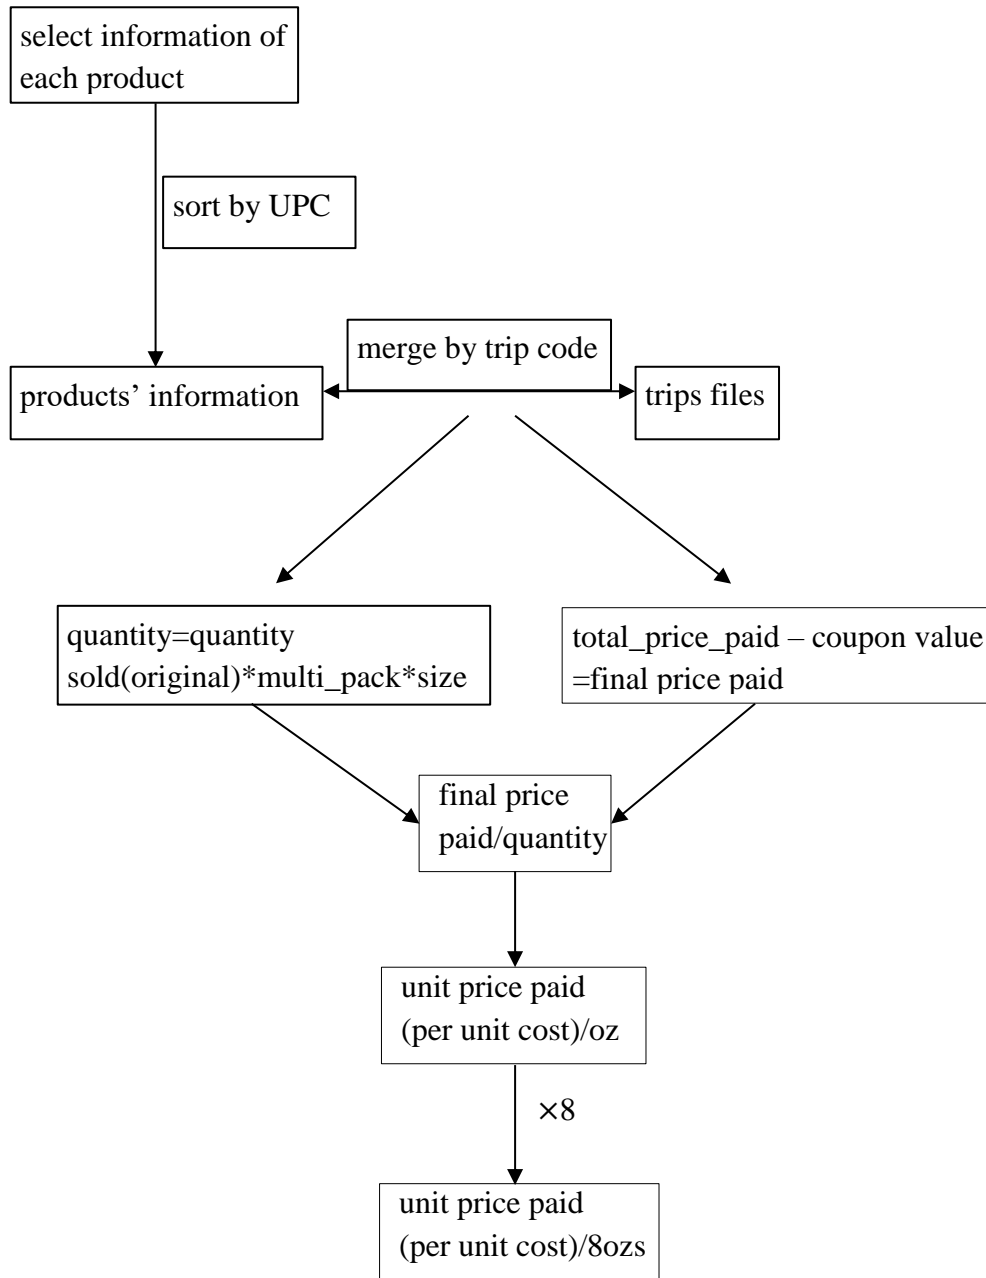 select information of
each product
sort by UPC
merge by trip code
products’ information
trips files
quantity=quantity
sold(original)*multi_pack*size
total_price_paid – coupon value
=final price paid
final price
paid/quantity
unit price paid
(per unit cost)/oz
×8
unit price paid
(per unit cost)/8ozs